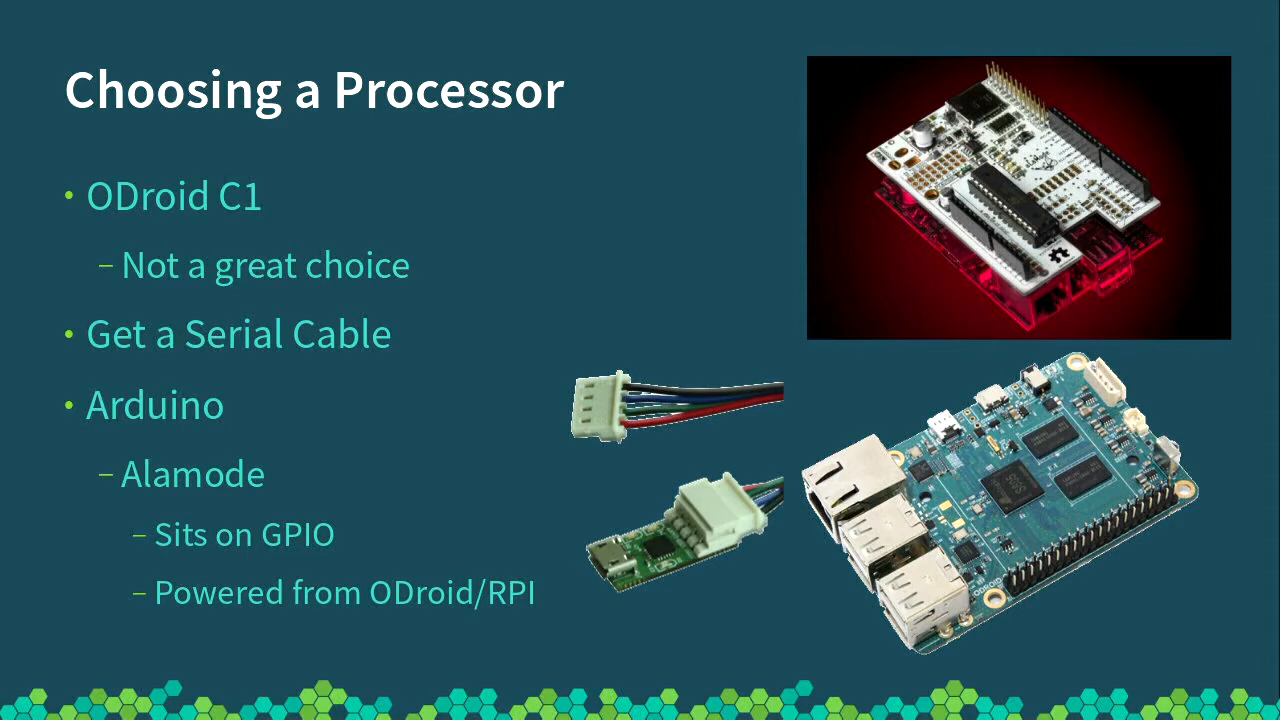 Choosing a Processor
ODroid C1
Not a great choice
Get a Serial Cable
Arduino
Alamode
Sits on GPIO
Powered from ODroid/RPI